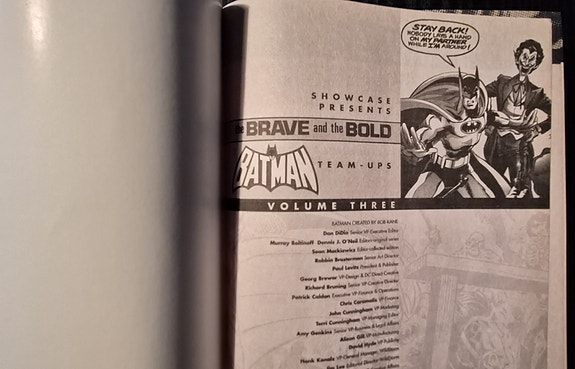 STAY BACK!
NOBODY LAYS A HAND
ON MY PARTNER
WHILE I'M AROUND!
SHOWCASE
PRESENTS
the BRAVE and the BOLD
BATMAN
TEAM-UPS
VOLUME THREE
BATMAN CREATED BY BOB KANE
Dan DiDio Senior VP-Executive Editor
Murray Boltinoff Dennis J. O'Neil Editors-original series
Sean Mackiewicz Editor-collected edition
Robbin Brosterman Senior Art Director
Paul Levitz President & Publisher
Georg Brewer VP-Design & DC Direct Creative
Richard Bruning Senior VP-Creative Director
Patrick Caldon Executive VP-Finance & Operations
Chris Caramalis VP-Finance
John Cunningham VP-Marketing
Terri Cunningham VP-Managing Editor
Amy Genkins Senior VP-Business & Legal Affairs
Alison Gill VP-Manufacturing
David Hyde VP-Publicity
Hank Kanalz VP-General Manager, WildStorm
Jim Lee Editorial Director-WildStorm